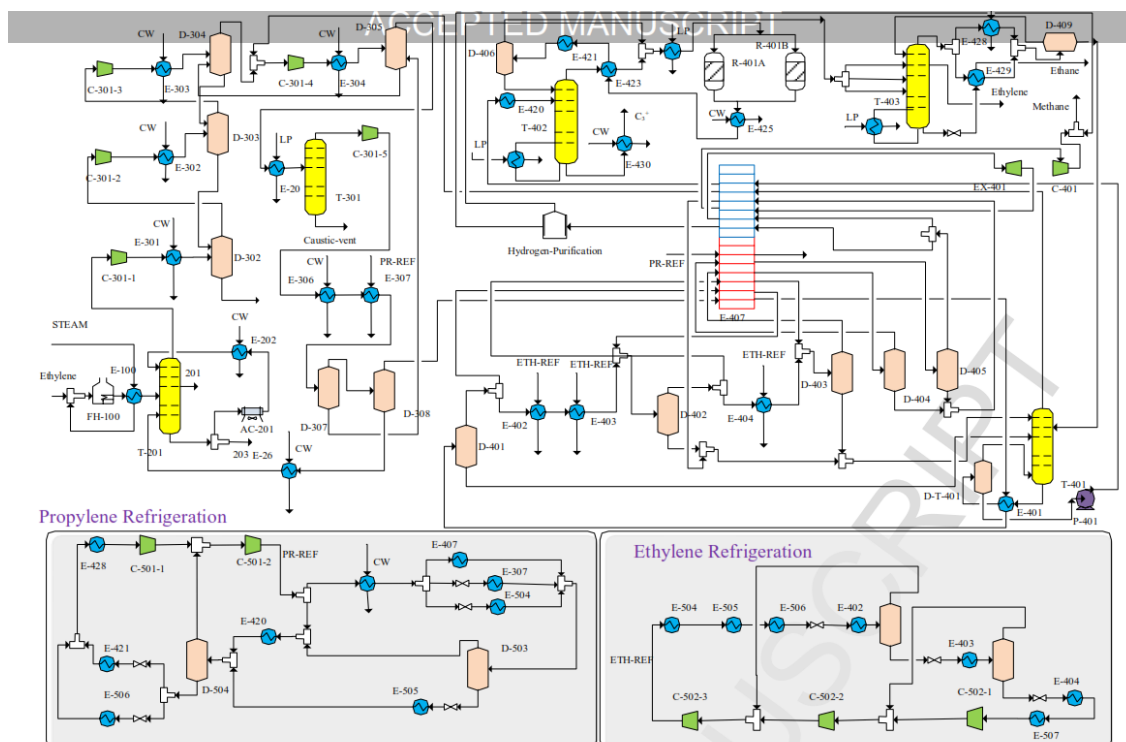 ACCEPTED MANUSCRIPT
CW
D-304
CW
D-305
C-301-3
E-303
C-301-4
E-304
CW
D-303
LP
C-301-5
C-301-2
E-302
E-20
T-301
CW
Caustic-vent
E-301
D-302
C-301-1
CW
PR-REF
E-306
E-307
STEAM
CW
E-202
E-100
Ethylene
201
FH-100
AC-201
T-201
203
E-26
CW
D-307
D-308
D-406
E-421
LP
R-401B
R-401A
E-423
E-420
T-402
C₃⁺
CW
CW
E-425
LP
E-430
E-428
D-409
E-429
Ethane
Ethylene
T-403
Methane
LP
EX-401
C-401
Hydrogen-Purification
PR-REF
E-407
ETH-REF
ETH-REF
ETH-REF
D-403
D-404
D-405
E-402
E-403
D-402
E-404
D-401
D-T-401
T-401
E-401
P-401
Propylene Refrigeration
E-428
C-501-1
C-501-2
PR-REF
CW
E-407
E-307
E-504
E-420
D-503
E-421
D-504
E-506
E-505
Ethylene Refrigeration
E-504
E-505
E-506
E-402
E-403
ETH-REF
E-404
C-502-3
C-502-2
C-502-1
E-507
USCRIPT